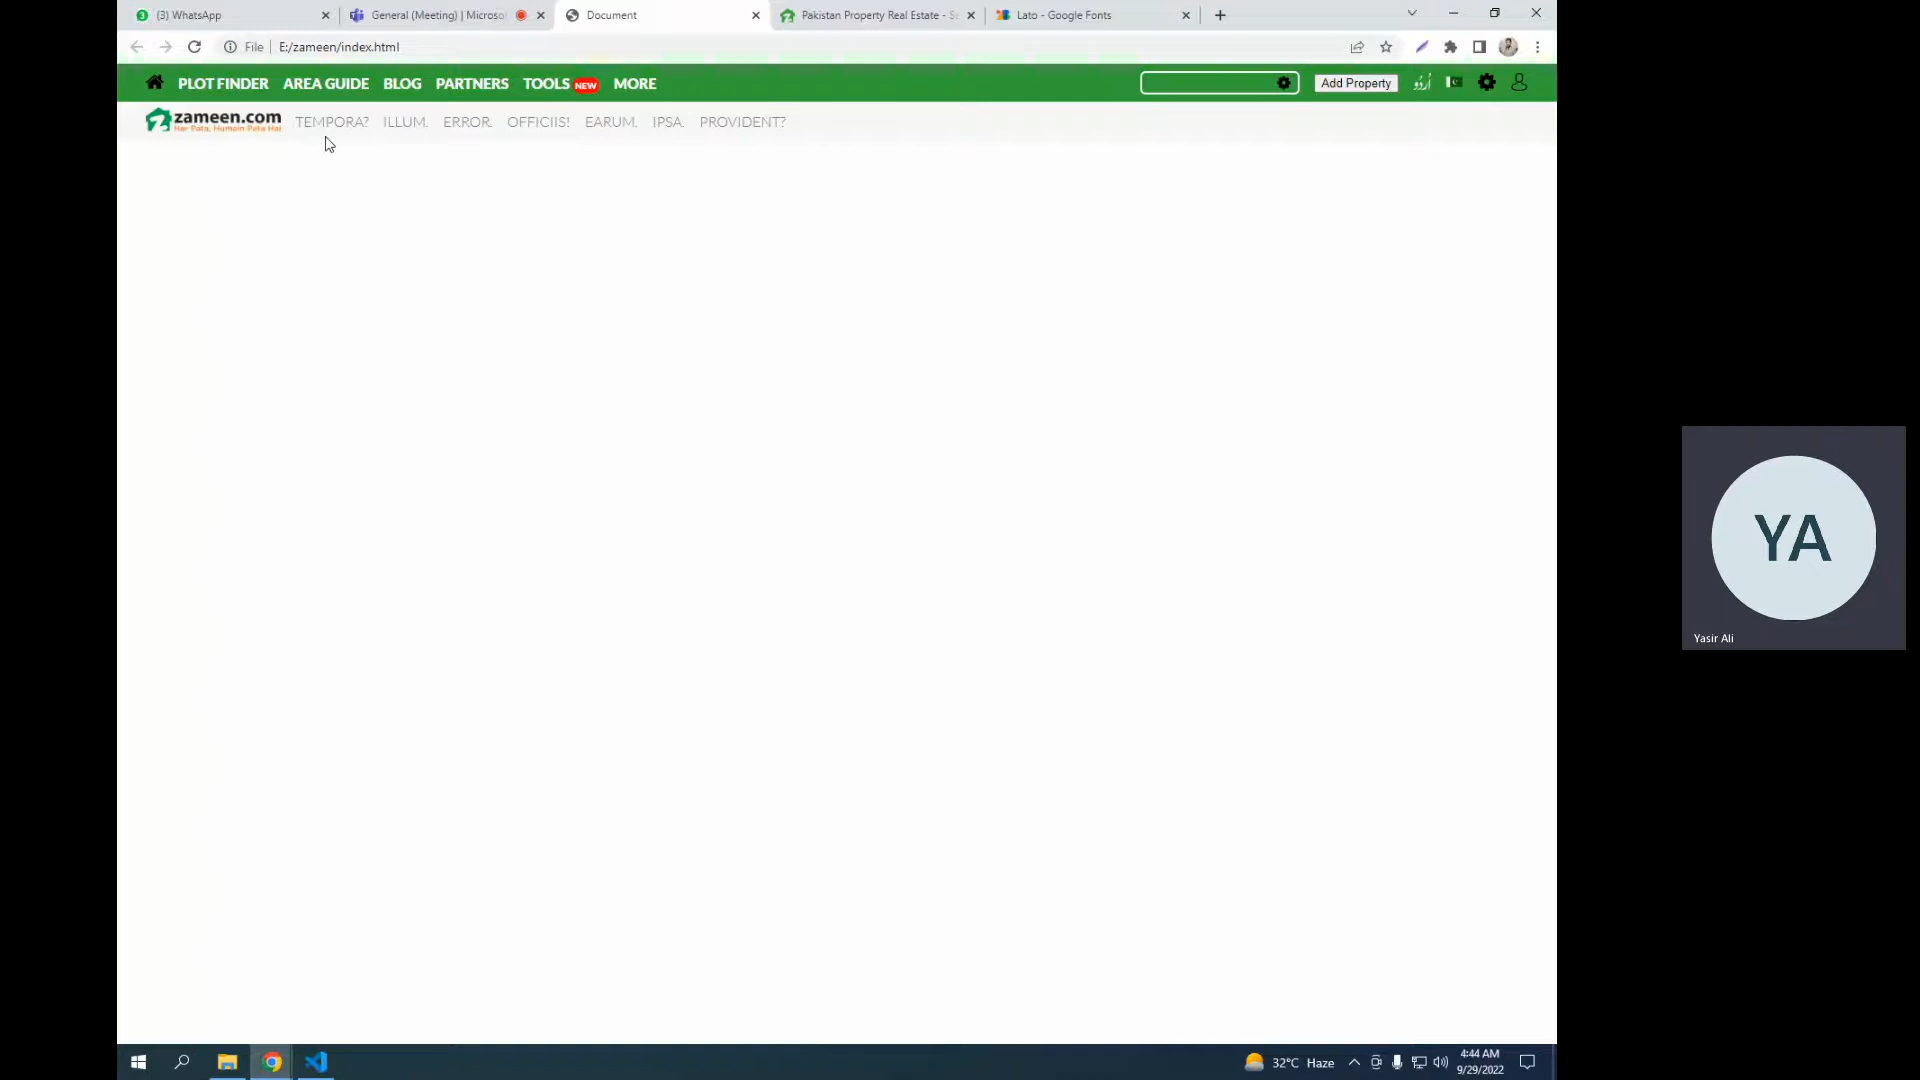 (3) WhatsApp
General (Meeting) | Microso
Document
Pakistan Property Real Estate - S
Lato - Google Fonts
File
E:/zameen/index.html
PLOT FINDER AREA GUIDE BLOG PARTNERS TOOLS NEW MORE
Add Property
اُردُو
zameen.com
Har Pata, Humein Pata Hai
TEMPORA? ILLUM. ERROR. OFFICIIS! EARUM. IPSA. PROVIDENT?
YA
Yasir Ali
32°C Haze
4:44 AM
9/29/2022